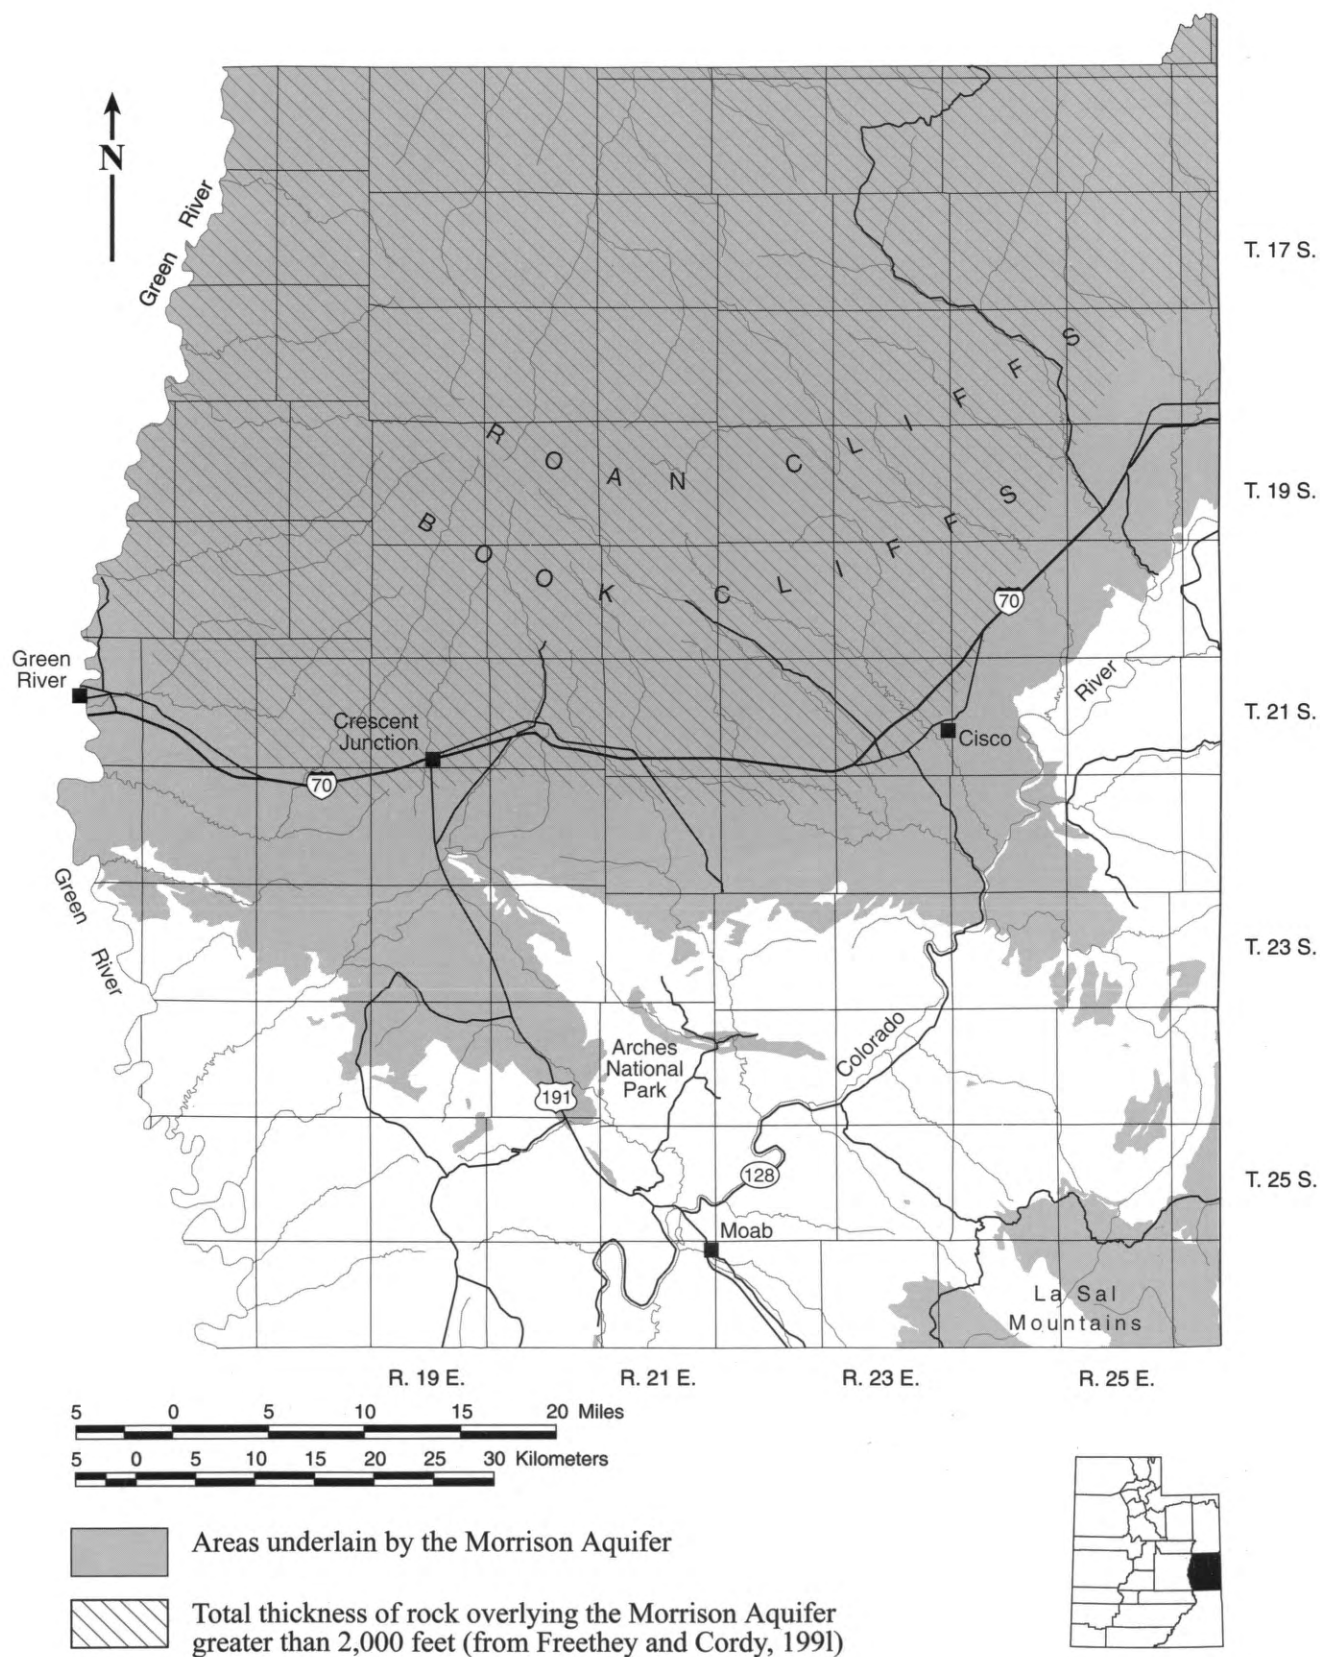 N
Green River
T. 17 S.
ROAN CLIFFS
T. 19 S.
BOOK CLIFFS
70
Green
River
River
T. 21 S.
Crescent
Junction
Cisco
70
Green River
T. 23 S.
Colorado
Arches
National
Park
191
128
T. 25 S.
Moab
La Sal
Mountains
R. 19 E.
R. 21 E.
R. 23 E.
R. 25 E.
5 0 5 10 15 20 Miles
5 0 5 10 15 20 25 30 Kilometers
Areas underlain by the Morrison Aquifer
Total thickness of rock overlying the Morrison Aquifer
greater than 2,000 feet (from Freethey and Cordy, 1991)